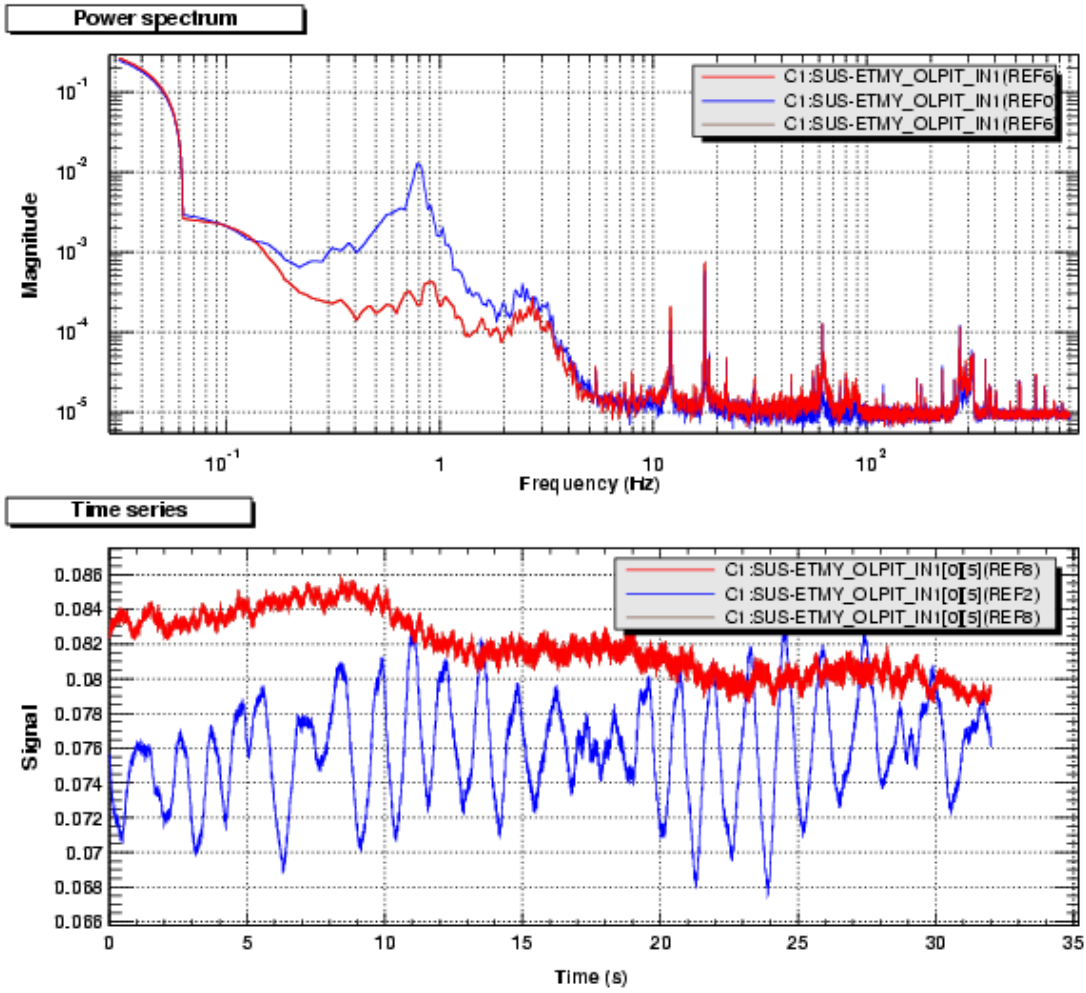 Power spectrum
C1:SUS-ETMY_OLPIT_IN1(REF6
C1:SUS-ETMY_OLPIT_IN1(REF0
C1:SUS-ETMY_OLPIT_IN1(REF6
10-1
10-2
10-3
10-4
10-5
Magnitude
10-1
1
10
102
Frequency (Hz)
Time series
C1:SUS-ETMY_OLPIT_IN1[0][5](REF8)
C1:SUS-ETMY_OLPIT_IN1[0][5](REF2)
C1:SUS-ETMY_OLPIT_IN1[0][5](REF8)
0.086
0.084
0.082
0.08
0.078
0.076
0.074
0.072
0.07
0.068
0.066
Signal
0
5
10
15
20
25
30
35
Time (s)